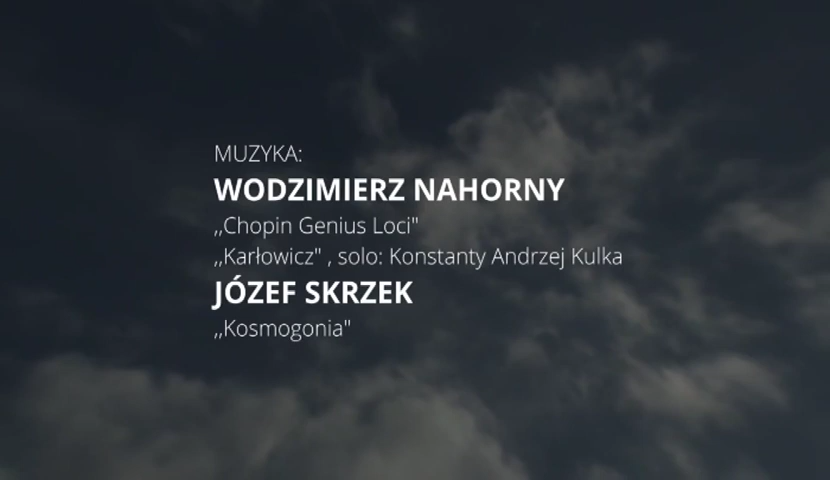 MUZYKA:
WODZIMIERZ NAHORNY
,,Chopin Genius Loci"
,,Karłowicz" , solo: Konstanty Andrzej Kulka
JÓZEF SKRZEK
,,Kosmogonia"